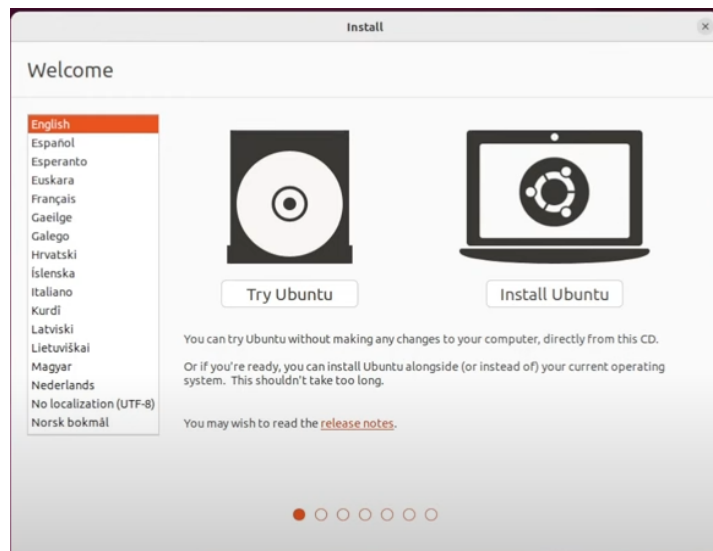 Install
Welcome
English
Español
Esperanto
Euskara
Français
Gaeilge
Galego
Hrvatski
Íslenska
Italiano
Kurdî
Latviski
Lietuviškai
Magyar
Nederlands
No localization (UTF-8)
Norsk bokmål
Try Ubuntu
Install Ubuntu
You can try Ubuntu without making any changes to your computer, directly from this CD.
Or if you're ready, you can install Ubuntu alongside (or instead of) your current operating
system. This shouldn't take too long.
You may wish to read the release notes.